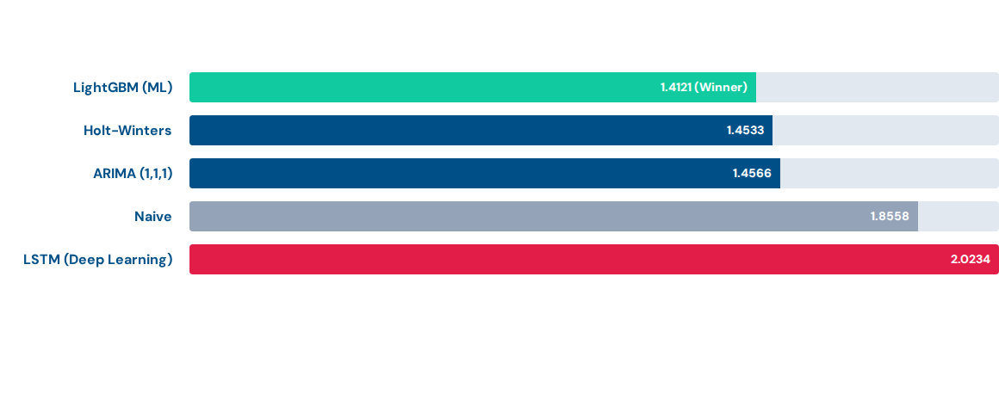 LightGBM (ML) 1.4121 (Winner)
Holt-Winters 1.4533
ARIMA (1,1,1) 1.4566
Naive 1.8558
LSTM (Deep Learning) 2.0234